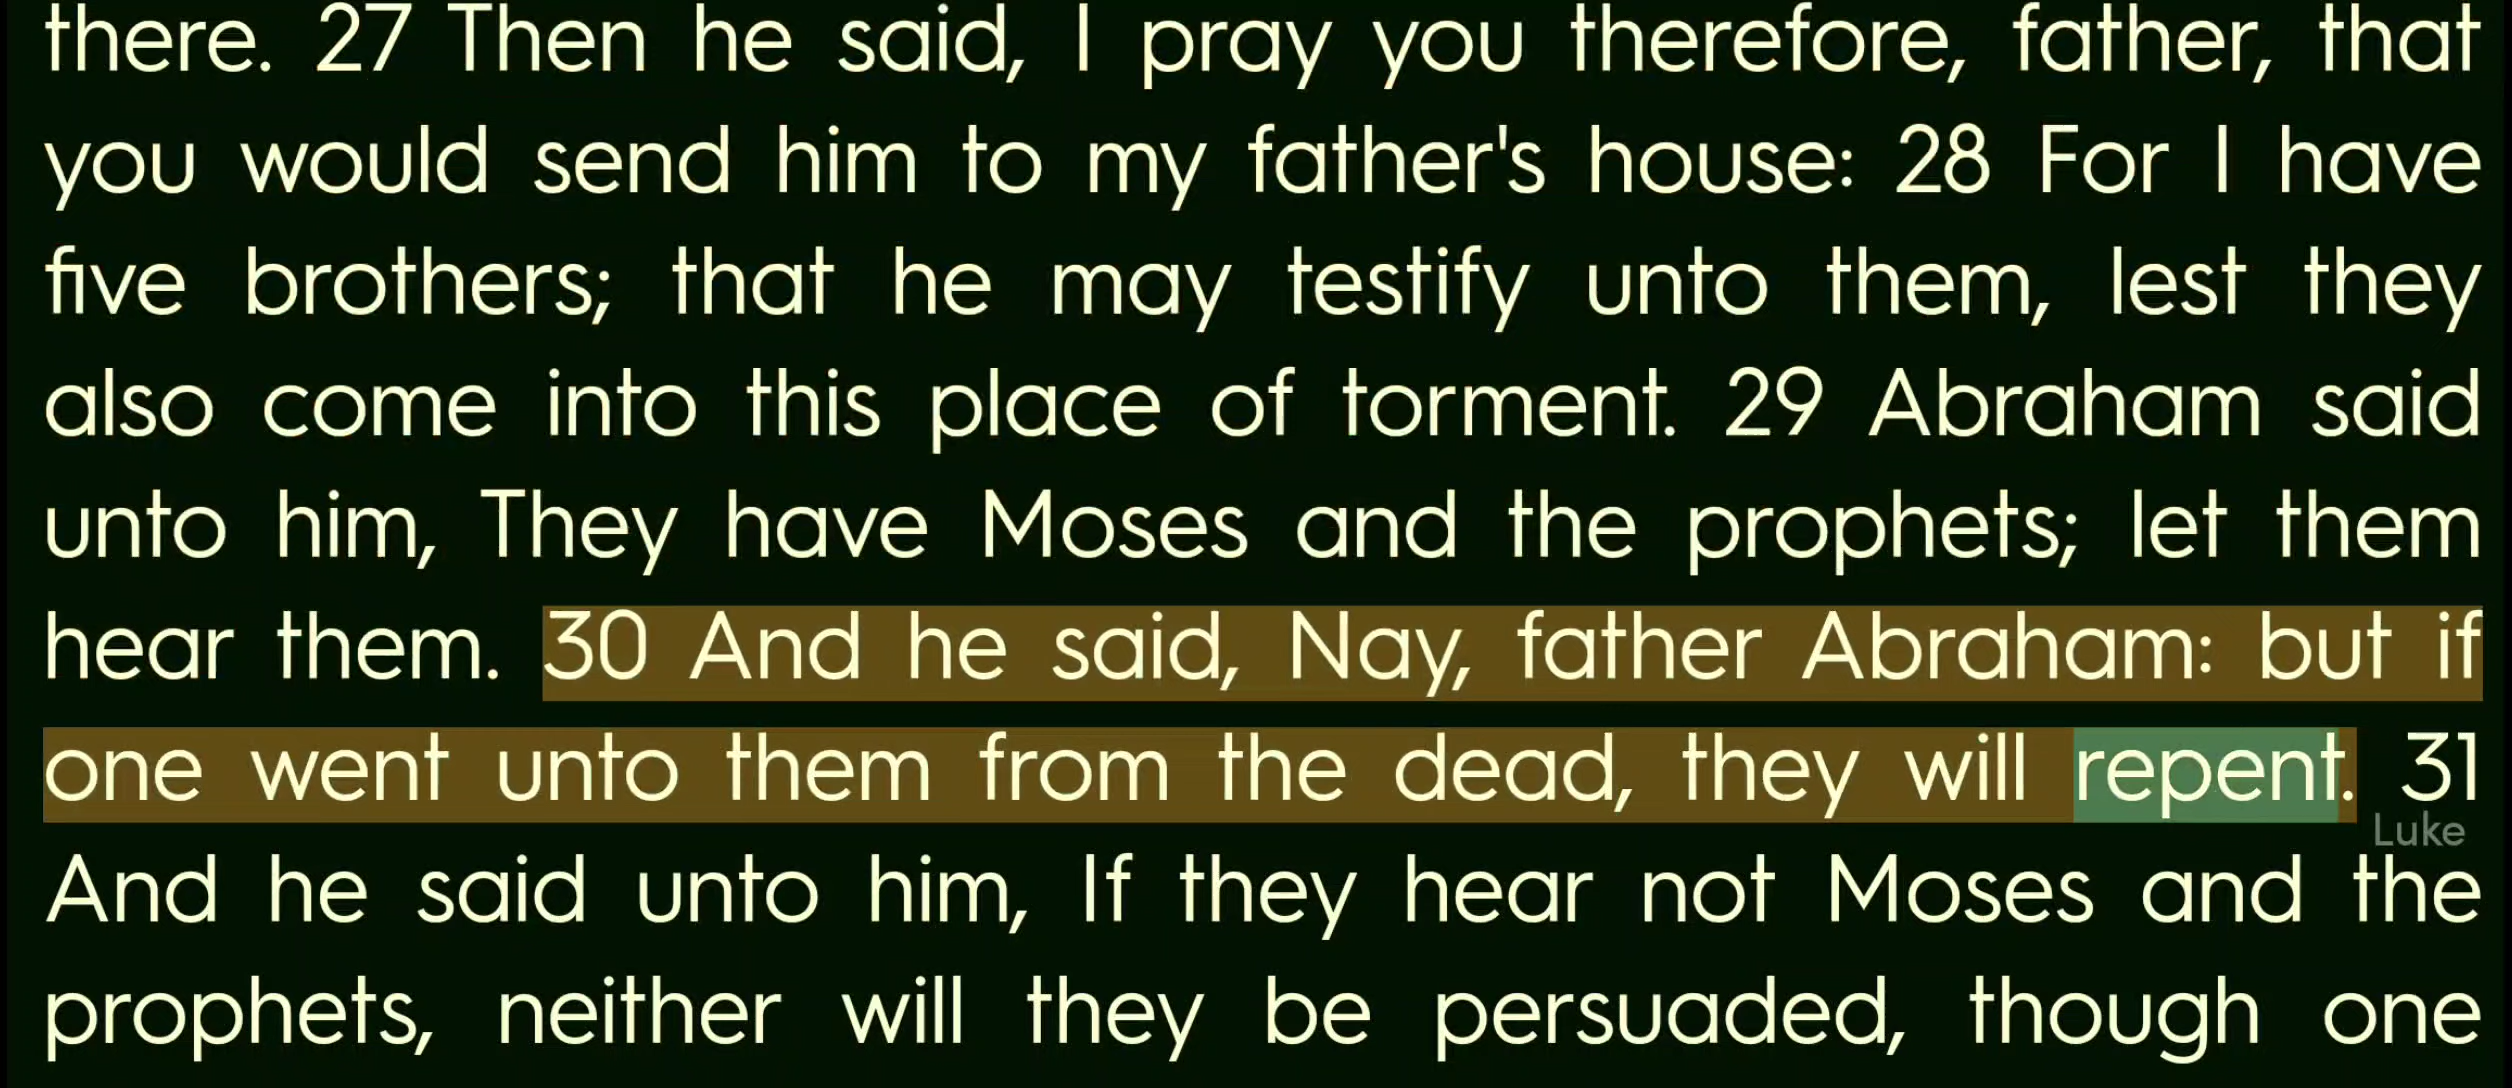 there. 27 Then he said, I pray you therefore, father, that
you would send him to my father's house: 28 For I have
five brothers; that he may testify unto them, lest they
also come into this place of torment. 29 Abraham said
unto him, They have Moses and the prophets; let them
hear them. 30 And he said, Nay, father Abraham: but if
one went unto them from the dead, they will repent. 31
Luke
And he said unto him, If they hear not Moses and the
prophets, neither will they be persuaded, though one